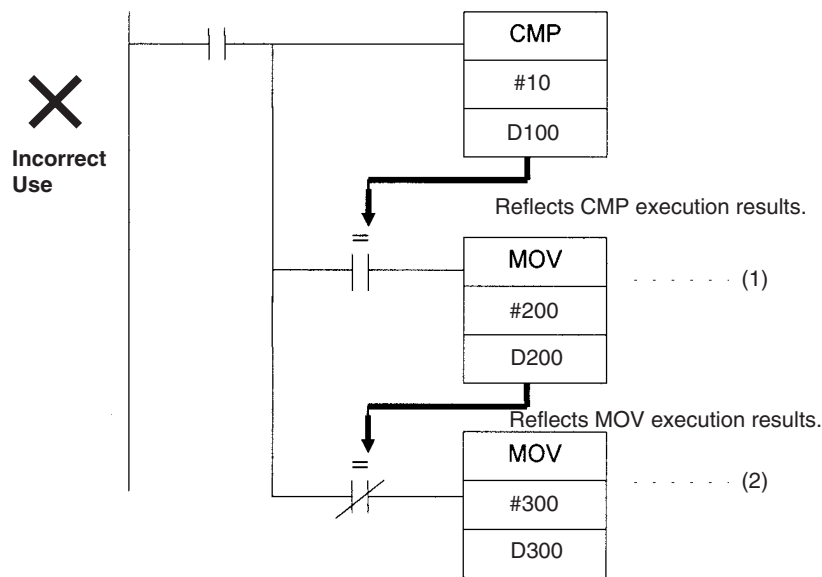 CMP
#10
D100
Incorrect
Use
Reflects CMP execution results.
=
MOV
#200
D200
(1)
Reflects MOV execution results.
=
MOV
#300
D300
(2)